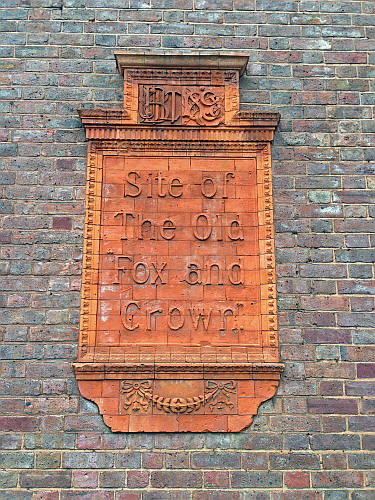 Site of
The Old
"Fox and
Crown".